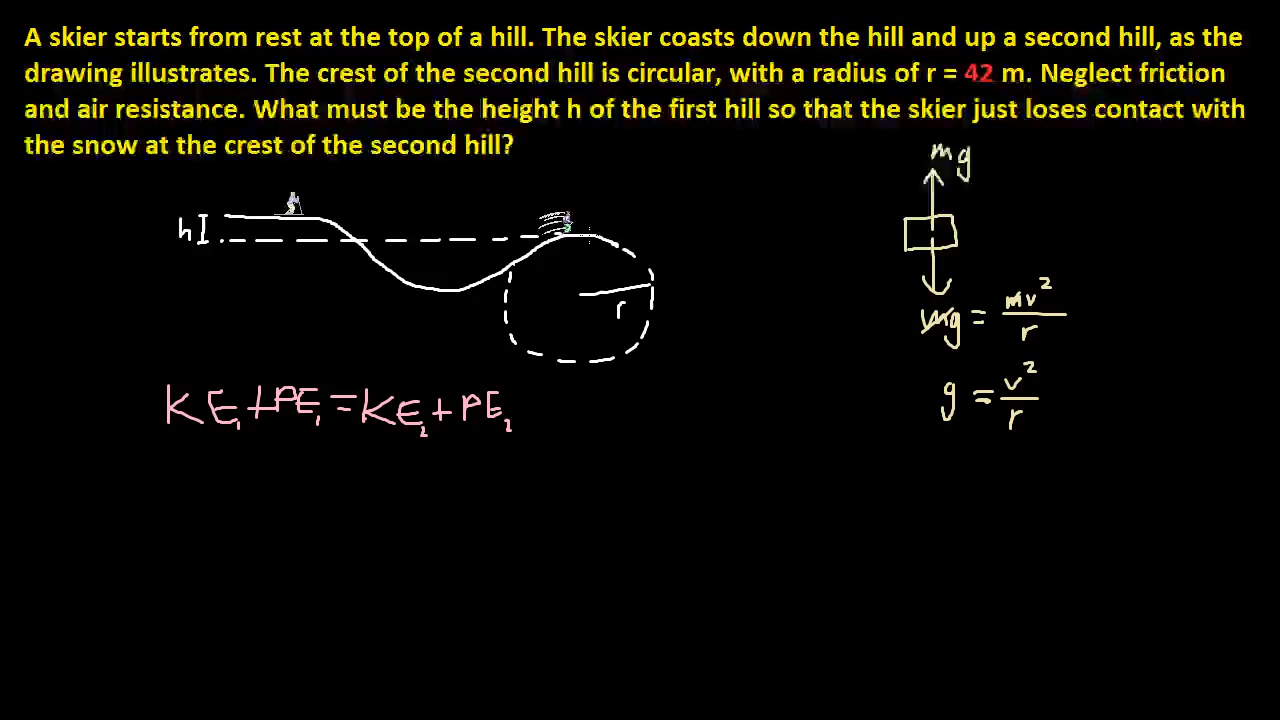 A skier starts from rest at the top of a hill. The skier coasts down the hill and up a second hill, as the
drawing illustrates. The crest of the second hill is circular, with a radius of r = 42 m. Neglect friction
and air resistance. What must be the height h of the first hill so that the skier just loses contact with
the snow at the crest of the second hill?
mg
h
r
mg = mv²/r
g = v²/r
KE₁+PE₁=KE₂+PE₂